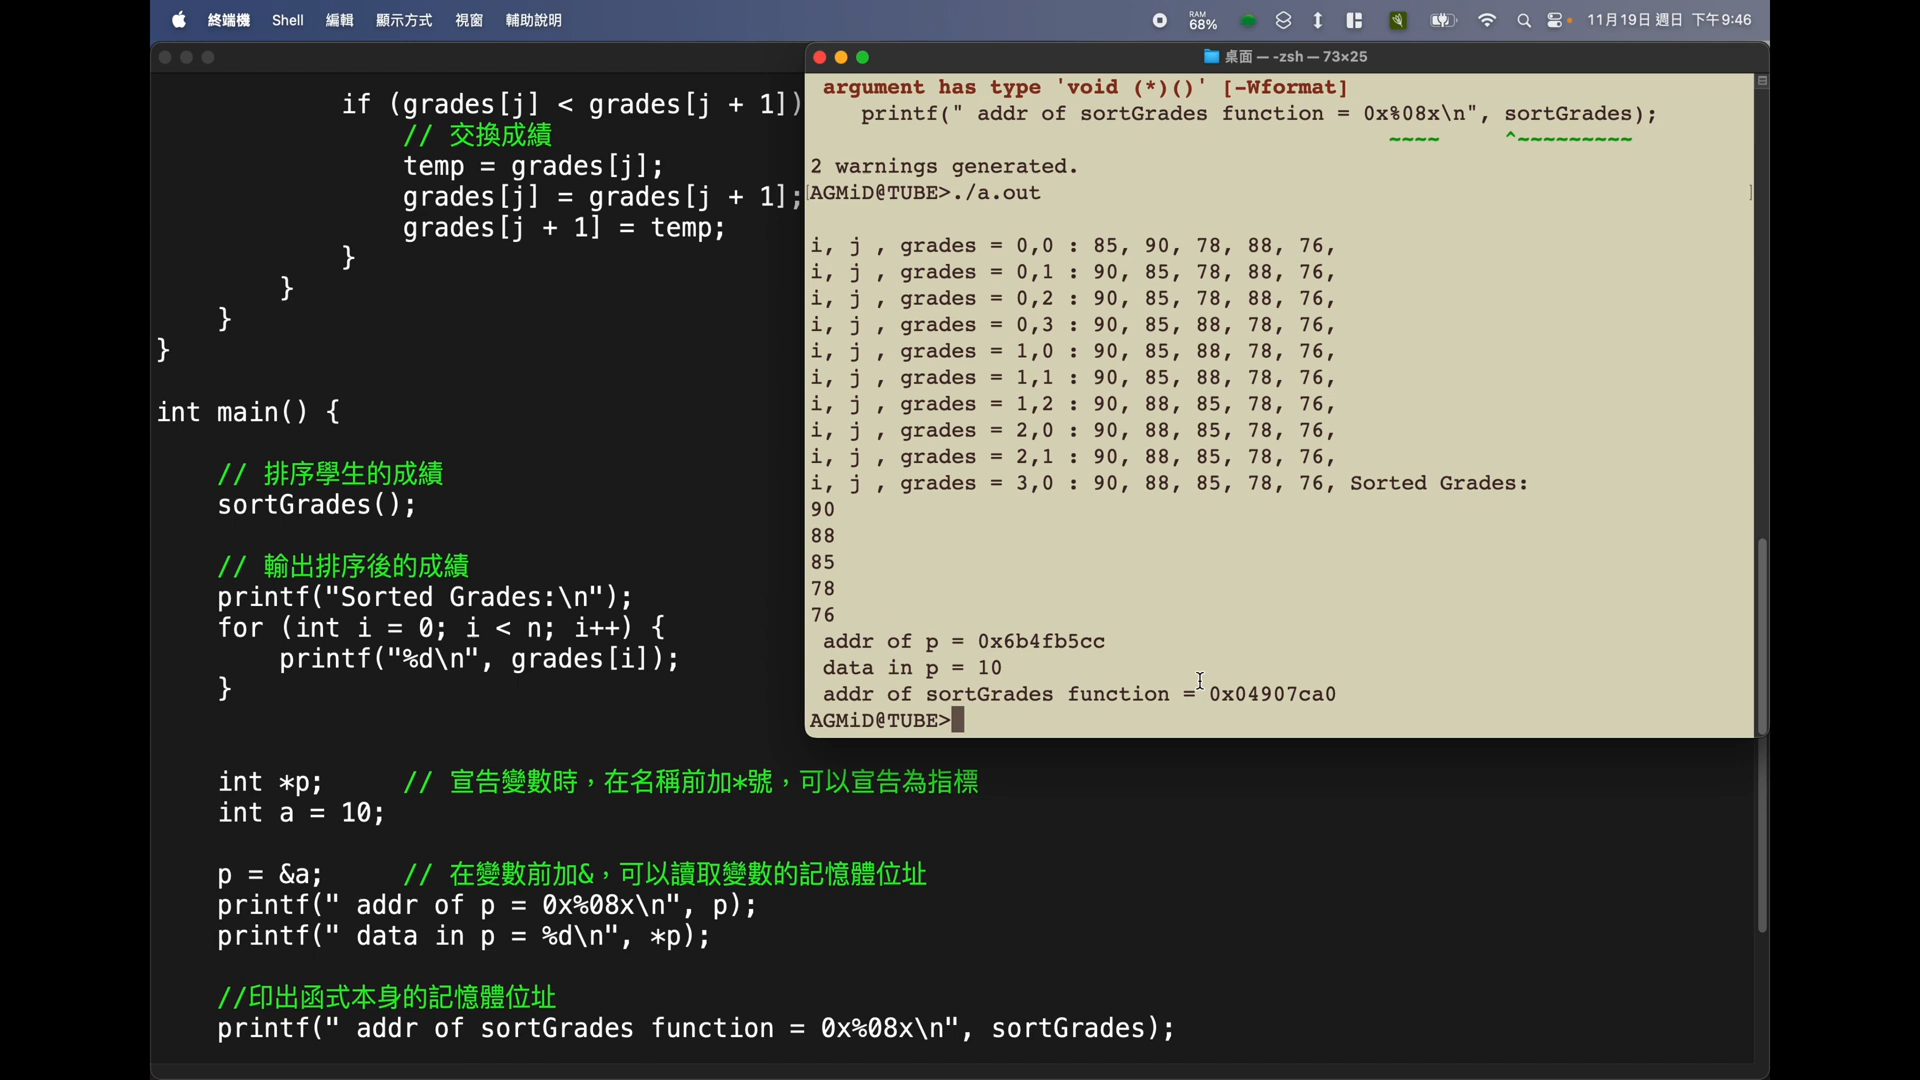 終端機 Shell 編輯 顯示方式 視窗 輔助說明 RAM 68% 11月19日 週日 下午9:46
if (grades[j] < grades[j + 1])
// 交換成績
temp = grades[j];
grades[j] = grades[j + 1];
grades[j + 1] = temp;
}
}
}
}
int main() {
// 排序學生的成績
sortGrades();
// 輸出排序後的成績
printf("Sorted Grades:\n");
for (int i = 0; i < n; i++) {
printf("%d\n", grades[i]);
}
int *p; // 宣告變數時，在名稱前加*號，可以宣告為指標
int a = 10;
p = &a; // 在變數前加&，可以讀取變數的記憶體位址
printf(" addr of p = 0x%08x\n", p);
printf(" data in p = %d\n", *p);
//印出函式本身的記憶體位址
printf(" addr of sortGrades function = 0x%08x\n", sortGrades);
桌面 — -zsh — 73×25
argument has type 'void (*)()' [-Wformat]
printf(" addr of sortGrades function = 0x%08x\n", sortGrades);
~~~~ ^~~~~~~~~~
2 warnings generated.
[AGMiD@TUBE>./a.out ]
i, j , grades = 0,0 : 85, 90, 78, 88, 76,
i, j , grades = 0,1 : 90, 85, 78, 88, 76,
i, j , grades = 0,2 : 90, 85, 78, 88, 76,
i, j , grades = 0,3 : 90, 85, 88, 78, 76,
i, j , grades = 1,0 : 90, 85, 88, 78, 76,
i, j , grades = 1,1 : 90, 85, 88, 78, 76,
i, j , grades = 1,2 : 90, 88, 85, 78, 76,
i, j , grades = 2,0 : 90, 88, 85, 78, 76,
i, j , grades = 2,1 : 90, 88, 85, 78, 76,
i, j , grades = 3,0 : 90, 88, 85, 78, 76, Sorted Grades:
90
88
85
78
76
addr of p = 0x6b4fb5cc
data in p = 10
addr of sortGrades function = 0x04907ca0
AGMiD@TUBE>